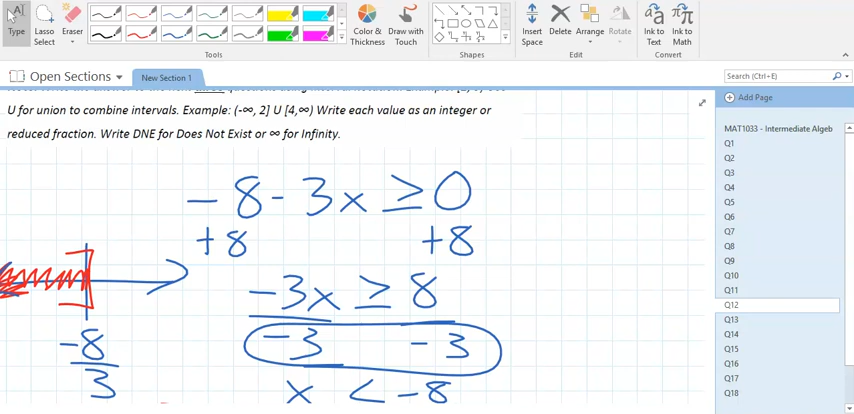 Type
Lasso Select
Eraser
Color & Thickness
Draw with Touch
Insert Space
Delete
Arrange
Rotate
Ink to Text
Ink to Math
Tools
Shapes
Edit
Convert
Open Sections
New Section 1
Search (Ctrl+E)
U for union to combine intervals. Example: (-∞, 2] U [4,∞) Write each value as an integer or
reduced fraction. Write DNE for Does Not Exist or ∞ for Infinity.
-8 - 3x ≥ 0
+8 +8
-3x ≥ 8
-3 -3
x < -8
-8
3
Add Page
MAT1033 - Intermediate Algeb
Q1
Q2
Q3
Q4
Q5
Q6
Q7
Q8
Q9
Q10
Q11
Q12
Q13
Q14
Q15
Q16
Q17
Q18